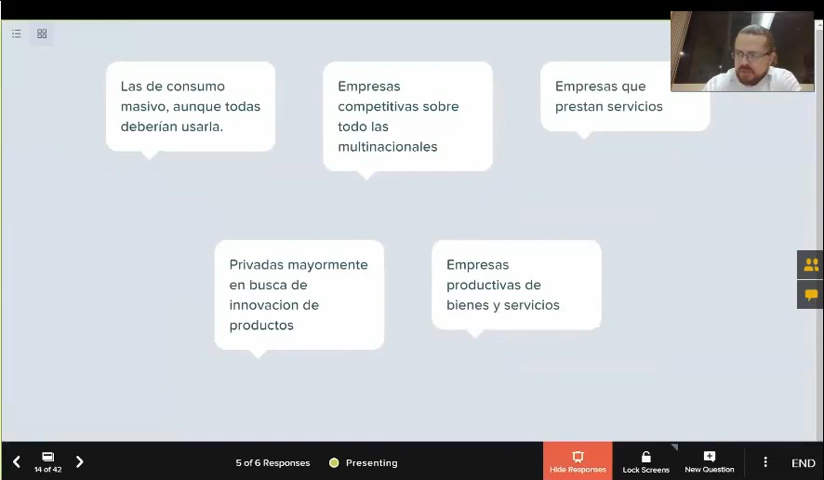 Las de consumo
masivo, aunque todas
deberían usarla.
Empresas
competitivas sobre
todo las
multinacionales
Empresas que
prestan servicios
Privadas mayormente
en busca de
innovacion de
productos
Empresas
productivas de
bienes y servicios
14 of 42
5 of 6 Responses
Presenting
Hide Responses
Lock Screens
New Question
END